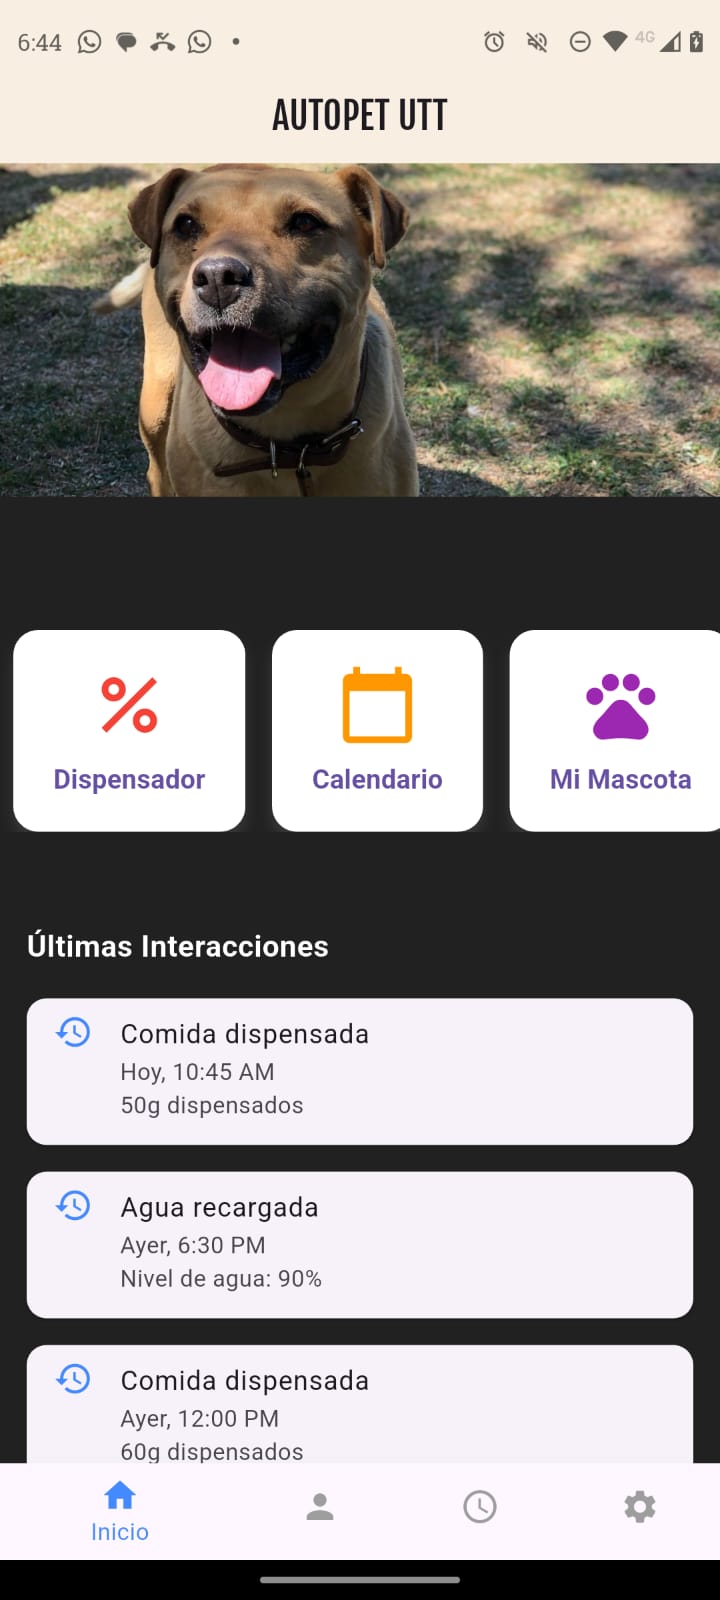 6:44
4G
AUTOPET UTT
Dispensador
Calendario
Mi Mascota
Últimas Interacciones
Comida dispensada
Hoy, 10:45 AM
50g dispensados
Agua recargada
Ayer, 6:30 PM
Nivel de agua: 90%
Comida dispensada
Ayer, 12:00 PM
60g dispensados
Inicio